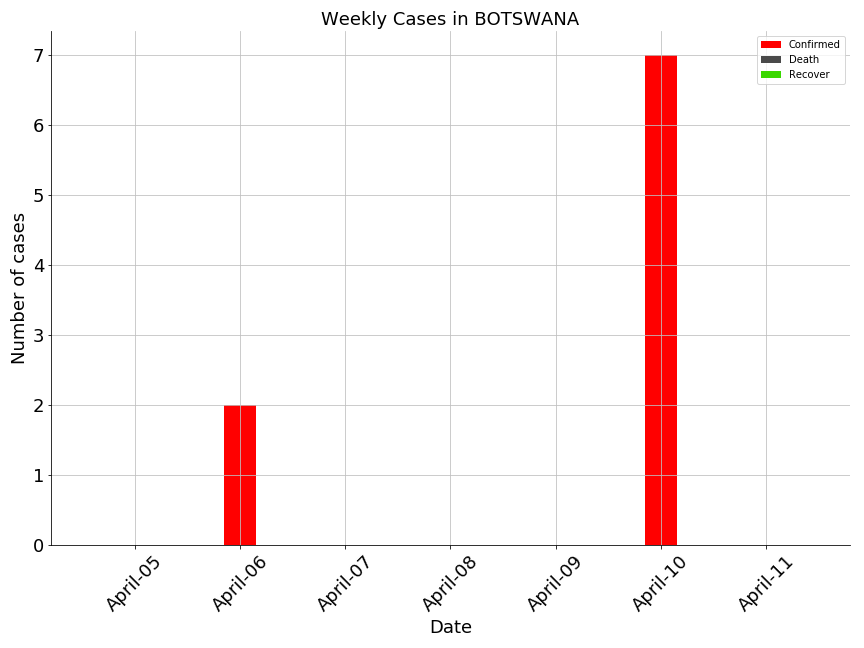 Weekly Cases in BOTSWANA
Confirmed
Death
Recover
Number of cases
7
6
5
4
3
2
1
0
April-05
April-06
April-07
April-08
April-09
April-10
April-11
Date